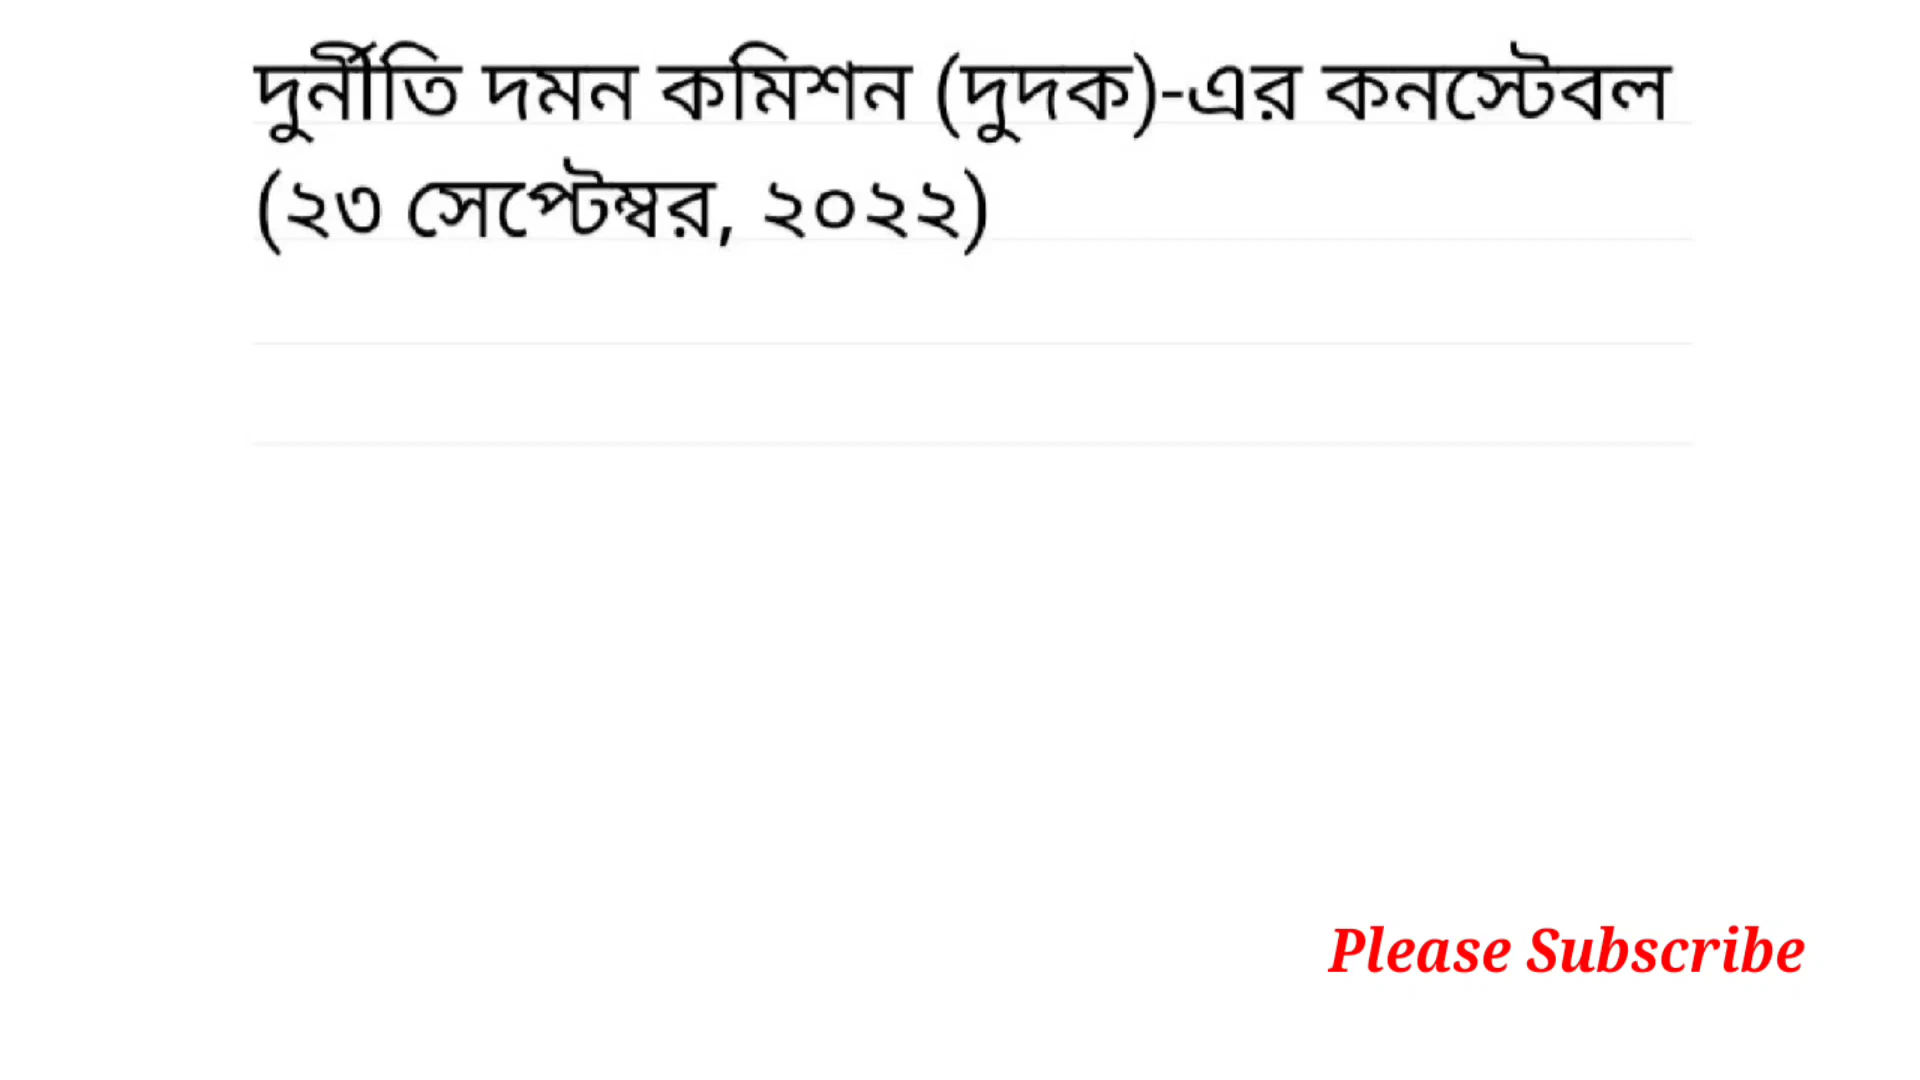 দুর্নীতি দমন কমিশন (দুদক)-এর কনস্টেবল
(২৩ সেপ্টেম্বর, ২০২২)
Please Subscribe